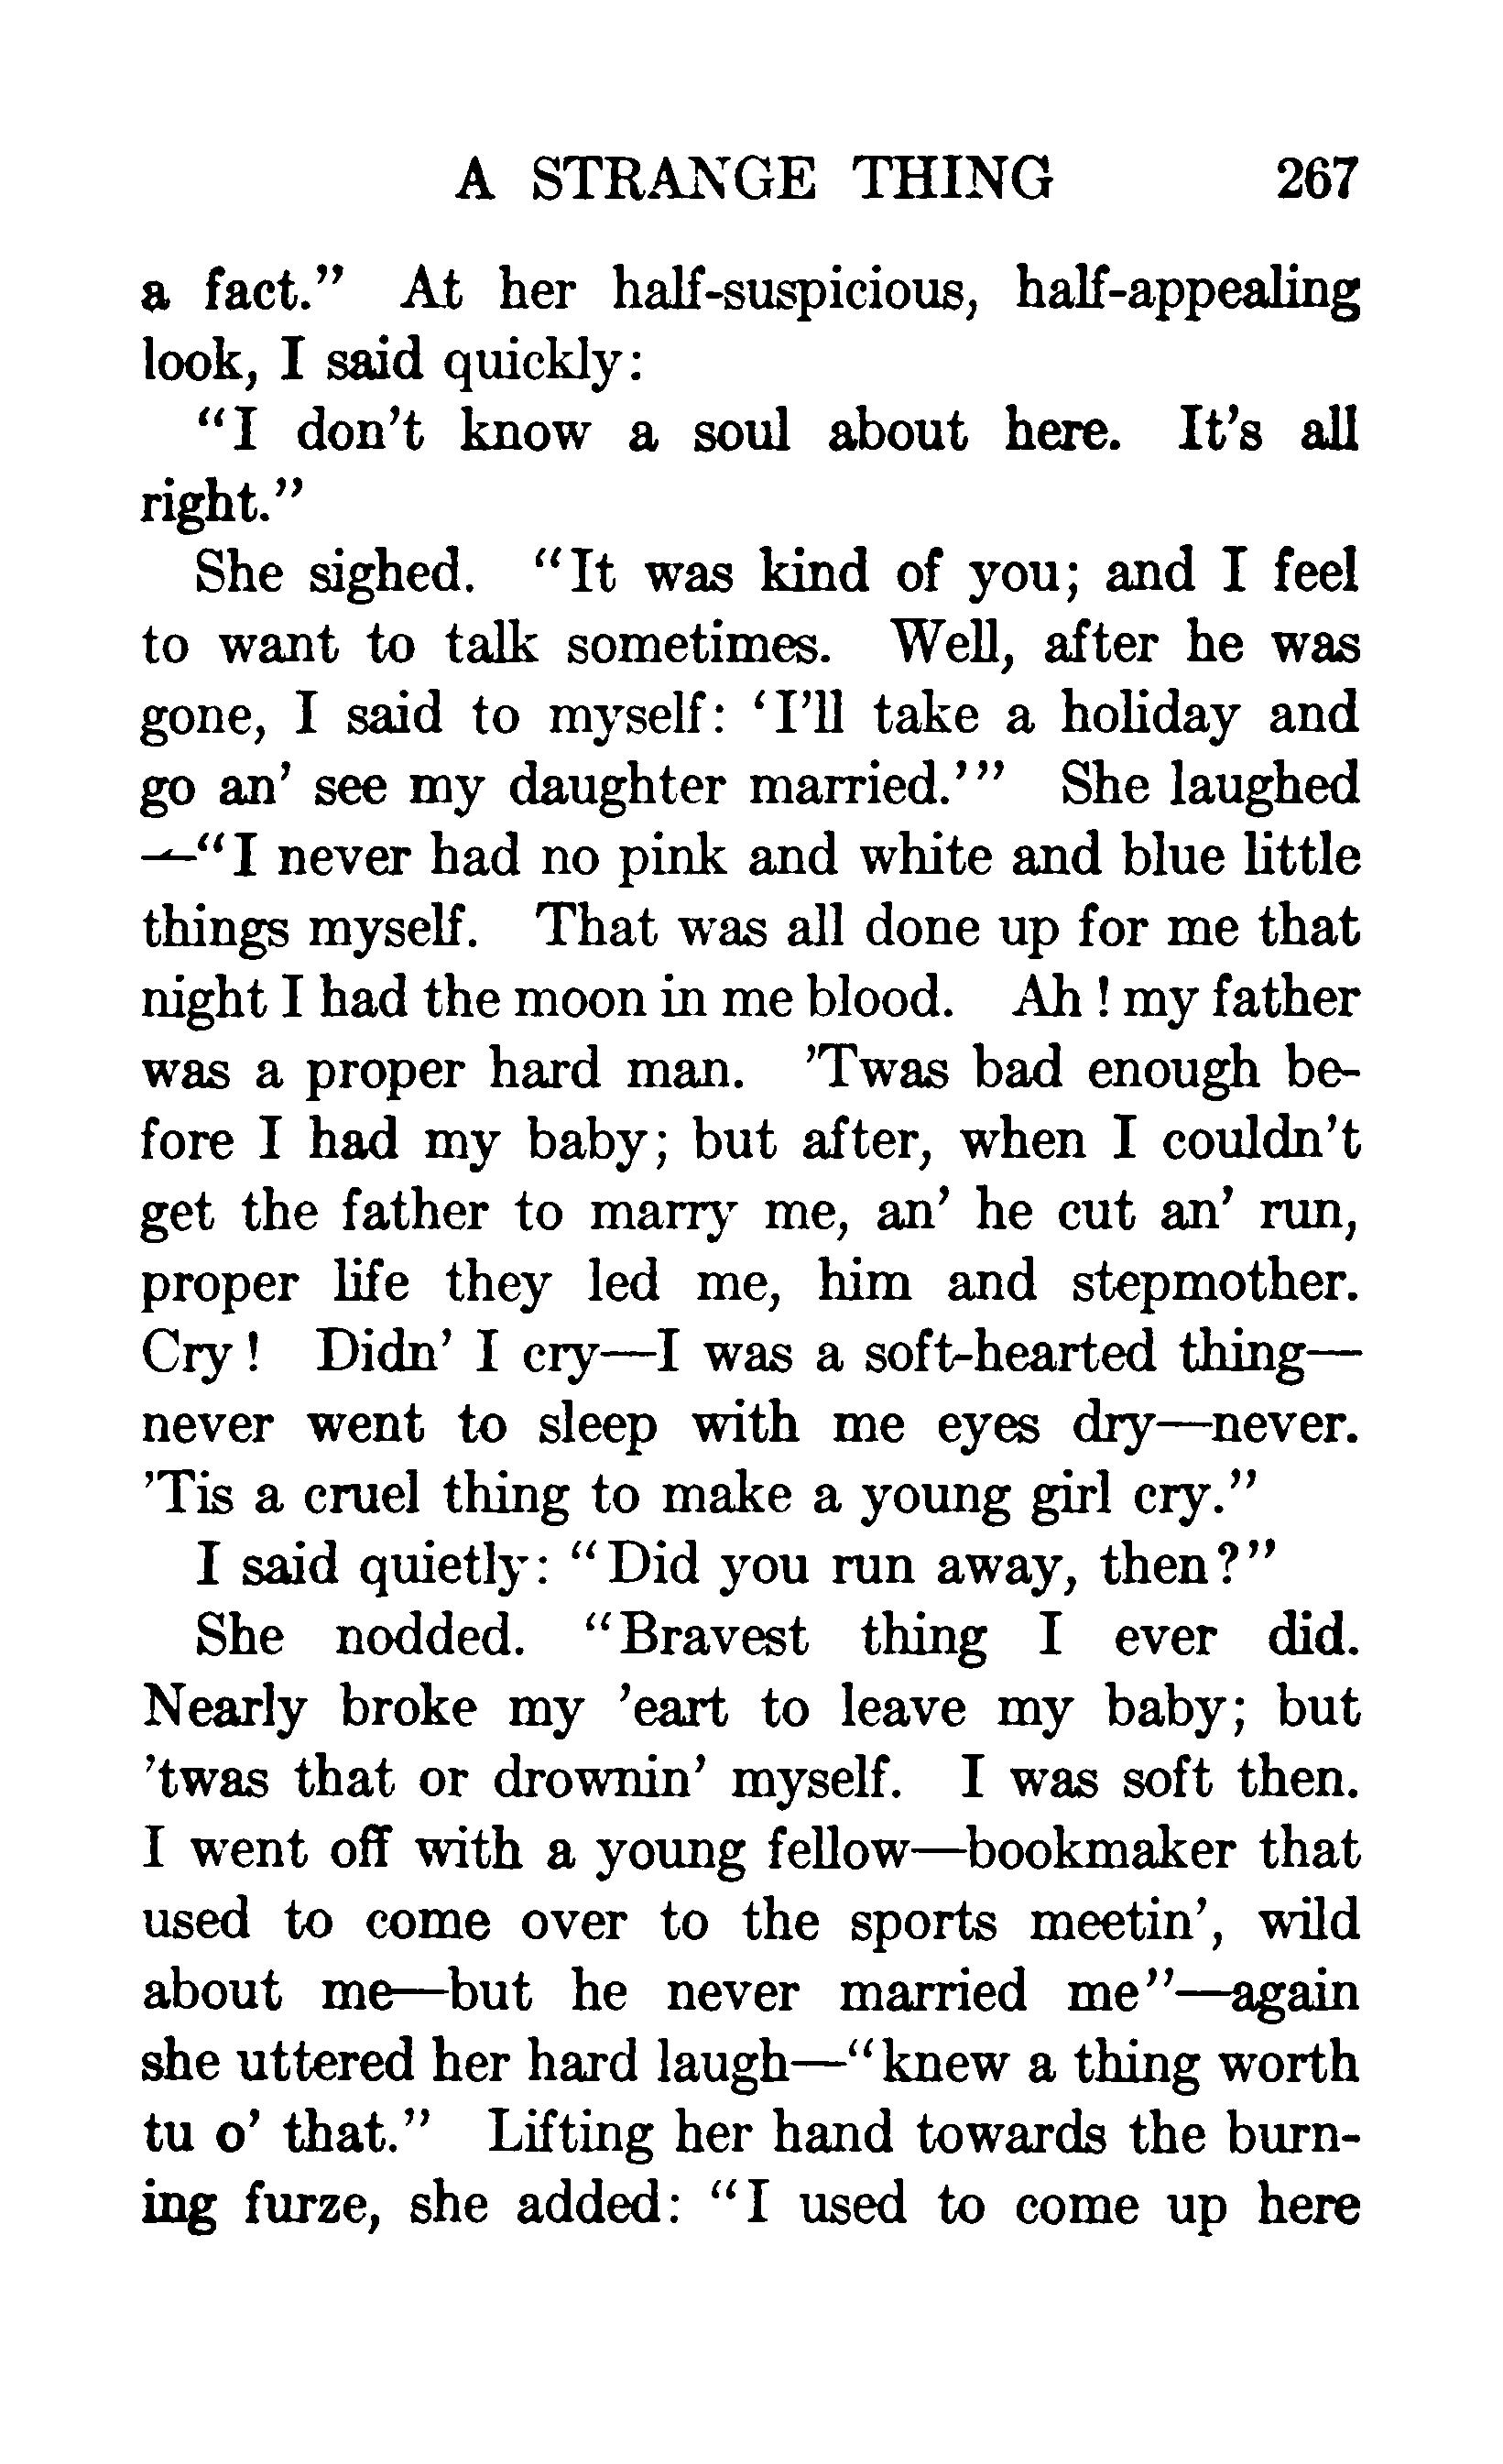 A STRANGE THING 267
a fact.” At her half-suspicious, half-appealing
look, I said quickly:
“I don’t know a soul about here. It’s all
right.”
She sighed. “It was kind of you; and I feel
to want to talk sometimes. Well, after he was
gone, I said to myself: ‘I’ll take a holiday and
go an’ see my daughter married.’” She laughed
—“I never had no pink and white and blue little
things myself. That was all done up for me that
night I had the moon in me blood. Ah! my father
was a proper hard man. ’Twas bad enough be-
fore I had my baby; but after, when I couldn’t
get the father to marry me, an’ he cut an’ run,
proper life they led me, him and stepmother.
Cry! Didn’ I cry—I was a soft-hearted thing—
never went to sleep with me eyes dry—never.
’Tis a cruel thing to make a young girl cry.”
I said quietly: “Did you run away, then?”
She nodded. “Bravest thing I ever did.
Nearly broke my ’eart to leave my baby; but
’twas that or drownin’ myself. I was soft then.
I went off with a young fellow—bookmaker that
used to come over to the sports meetin’, wild
about me—but he never married me”—again
she uttered her hard laugh—“knew a thing worth
tu o’ that.” Lifting her hand towards the burn-
ing furze, she added: “I used to come up here